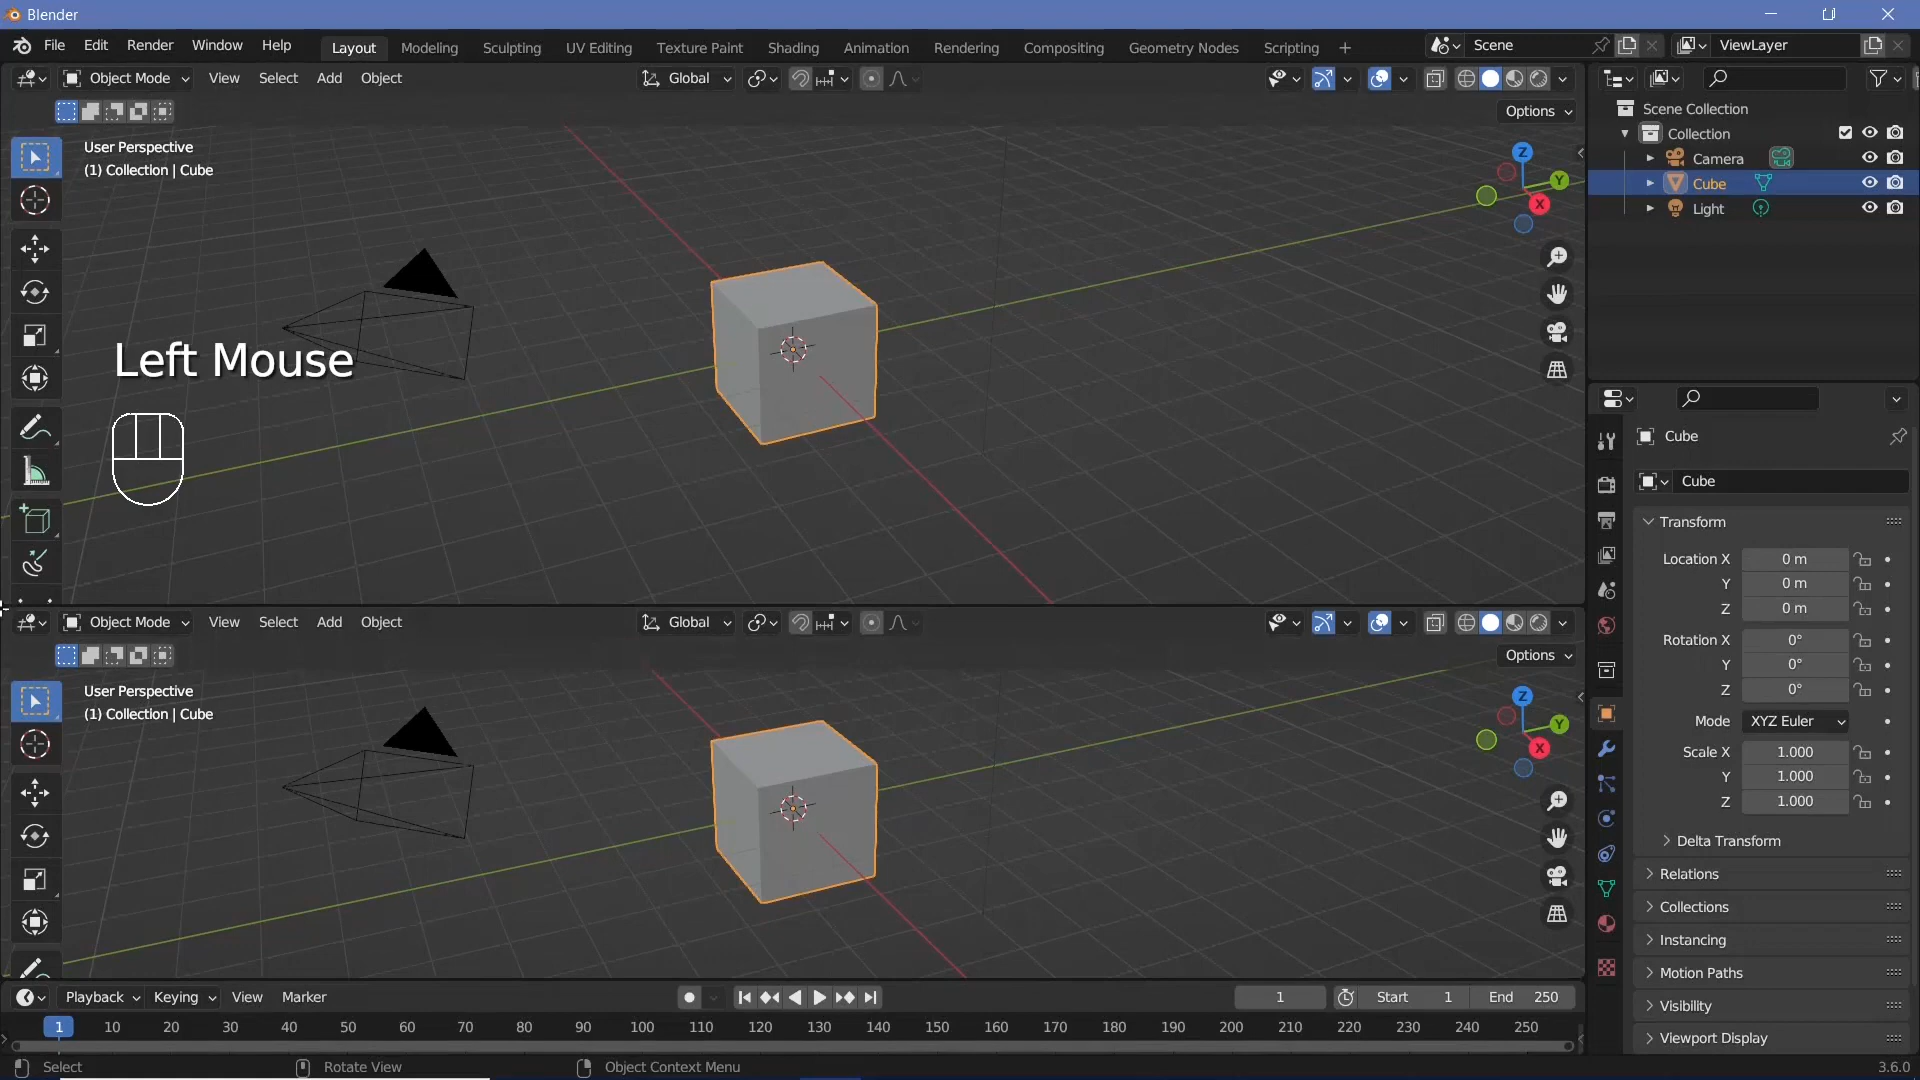 Blender
File Edit Render Window Help Layout Modeling Sculpting UV Editing Texture Paint Shading Animation Rendering Compositing Geometry Nodes Scripting + Scene ViewLayer
Object Mode View Select Add Object Global
Options
User Perspective
(1) Collection | Cube
Z
Y
X
Left Mouse
Scene Collection
Collection
Camera
Cube
Light
Object Mode View Select Add Object Global
Options
User Perspective
(1) Collection | Cube
Z
Y
X
Cube
Cube
Transform
Location X 0 m
Y 0 m
Z 0 m
Rotation X 0°
Y 0°
Z 0°
Mode XYZ Euler
Scale X 1.000
Y 1.000
Z 1.000
Delta Transform
Relations
Collections
Instancing
Motion Paths
Visibility
Viewport Display
Playback Keying View Marker 1 Start 1 End 250
1 10 20 30 40 50 60 70 80 90 100 110 120 130 140 150 160 170 180 190 200 210 220 230 240 250
Select Rotate View Object Context Menu 3.6.0